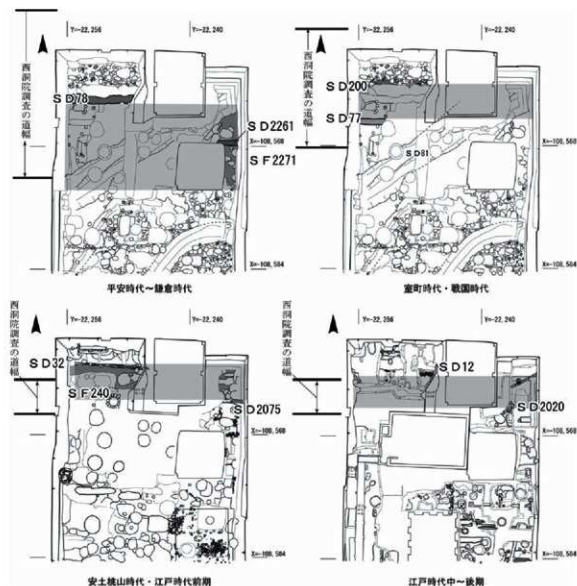 Y=-22,256
Y=-22,240
西洞院調査の道幅
SD78
SD2261
X=-108,568
SF2271
X=-108,584
平安時代～鎌倉時代
Y=-22,256
Y=-22,240
西洞院調査の道幅
SD200
SD77
X=-108,568
SD81
X=-108,584
室町時代・戦国時代
Y=-22,256
Y=-22,240
西洞院調査の道幅
SD32
SF240
SD2075
X=-108,568
X=-108,584
安土桃山時代・江戸時代前期
Y=-22,256
Y=-22,240
西洞院調査の道幅
SD12
SD2020
X=-108,568
X=-108,584
江戸時代中～後期